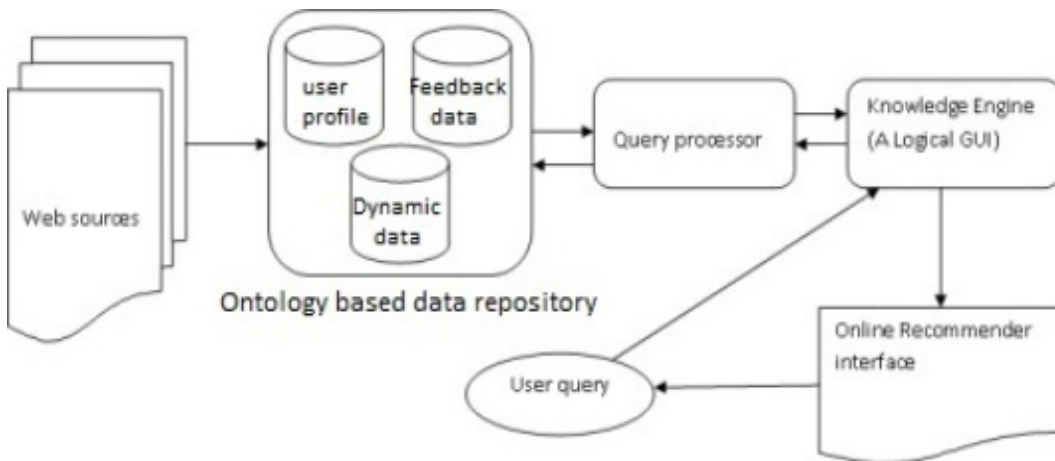 Web sources
user
profile
Feedback
data
Dynamic
data
Ontology based data repository
Query processor
Knowledge Engine
(A Logical GUI)
Online Recommender
interface
User query